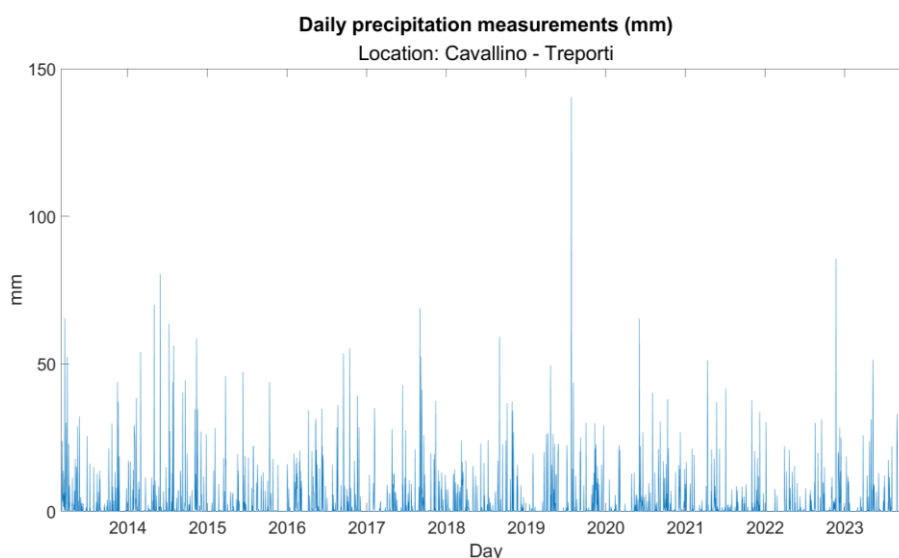 Daily precipitation measurements (mm)
Location: Cavallino - Treporti
150
100
50
0
mm
2014 2015 2016 2017 2018 2019 2020 2021 2022 2023
Day